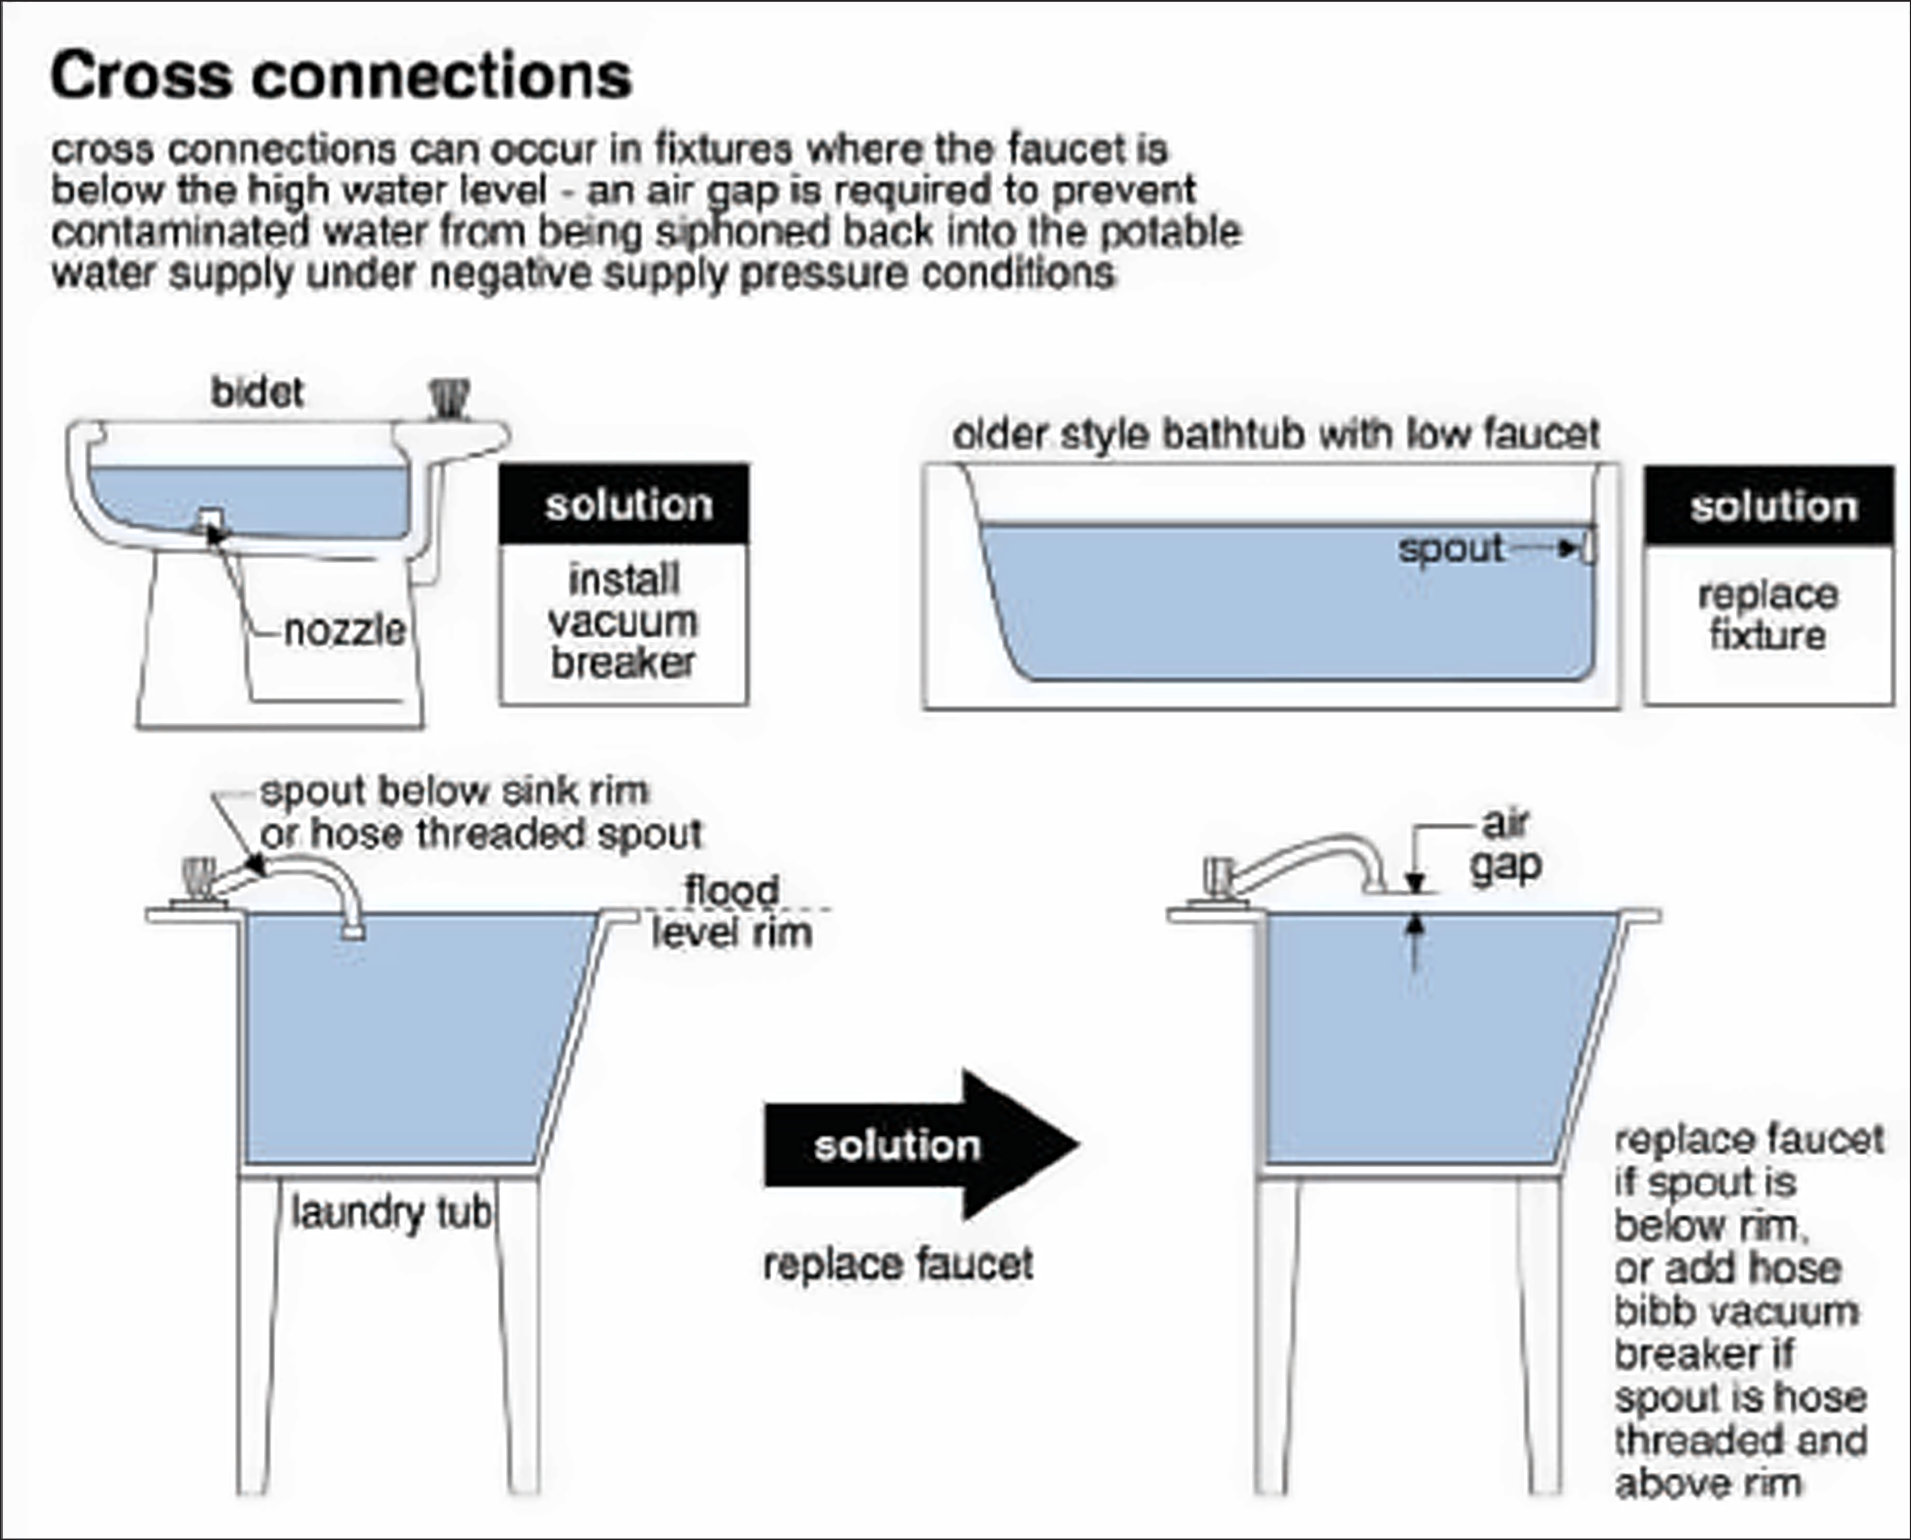 Cross connections
cross connections can occur in fixtures where the faucet is
below the high water level - an air gap is required to prevent
contaminated water from being siphoned back into the potable
water supply under negative supply pressure conditions
bidet
nozzle
solution
install
vacuum
breaker
older style bathtub with low faucet
spout
solution
replace
fixture
spout below sink rim
or hose threaded spout
flood
level rim
laundry tub
solution
replace faucet
air
gap
replace faucet
if spout is
below rim,
or add hose
bibb vacuum
breaker if
spout is hose
threaded and
above rim